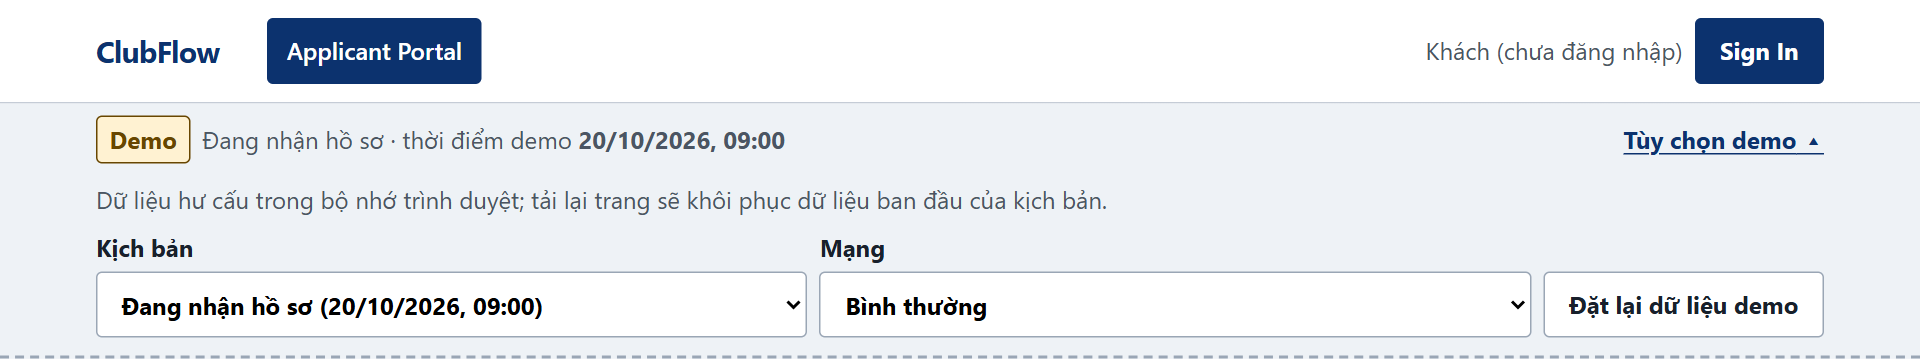 ClubFlow
Applicant Portal
Khách (chưa đăng nhập)
Sign In
Demo
Đang nhận hồ sơ · thời điểm demo 20/10/2026, 09:00
Tùy chọn demo ▲
Dữ liệu hư cấu trong bộ nhớ trình duyệt; tải lại trang sẽ khôi phục dữ liệu ban đầu của kịch bản.
Kịch bản
Mạng
Đang nhận hồ sơ (20/10/2026, 09:00)
Bình thường
Đặt lại dữ liệu demo